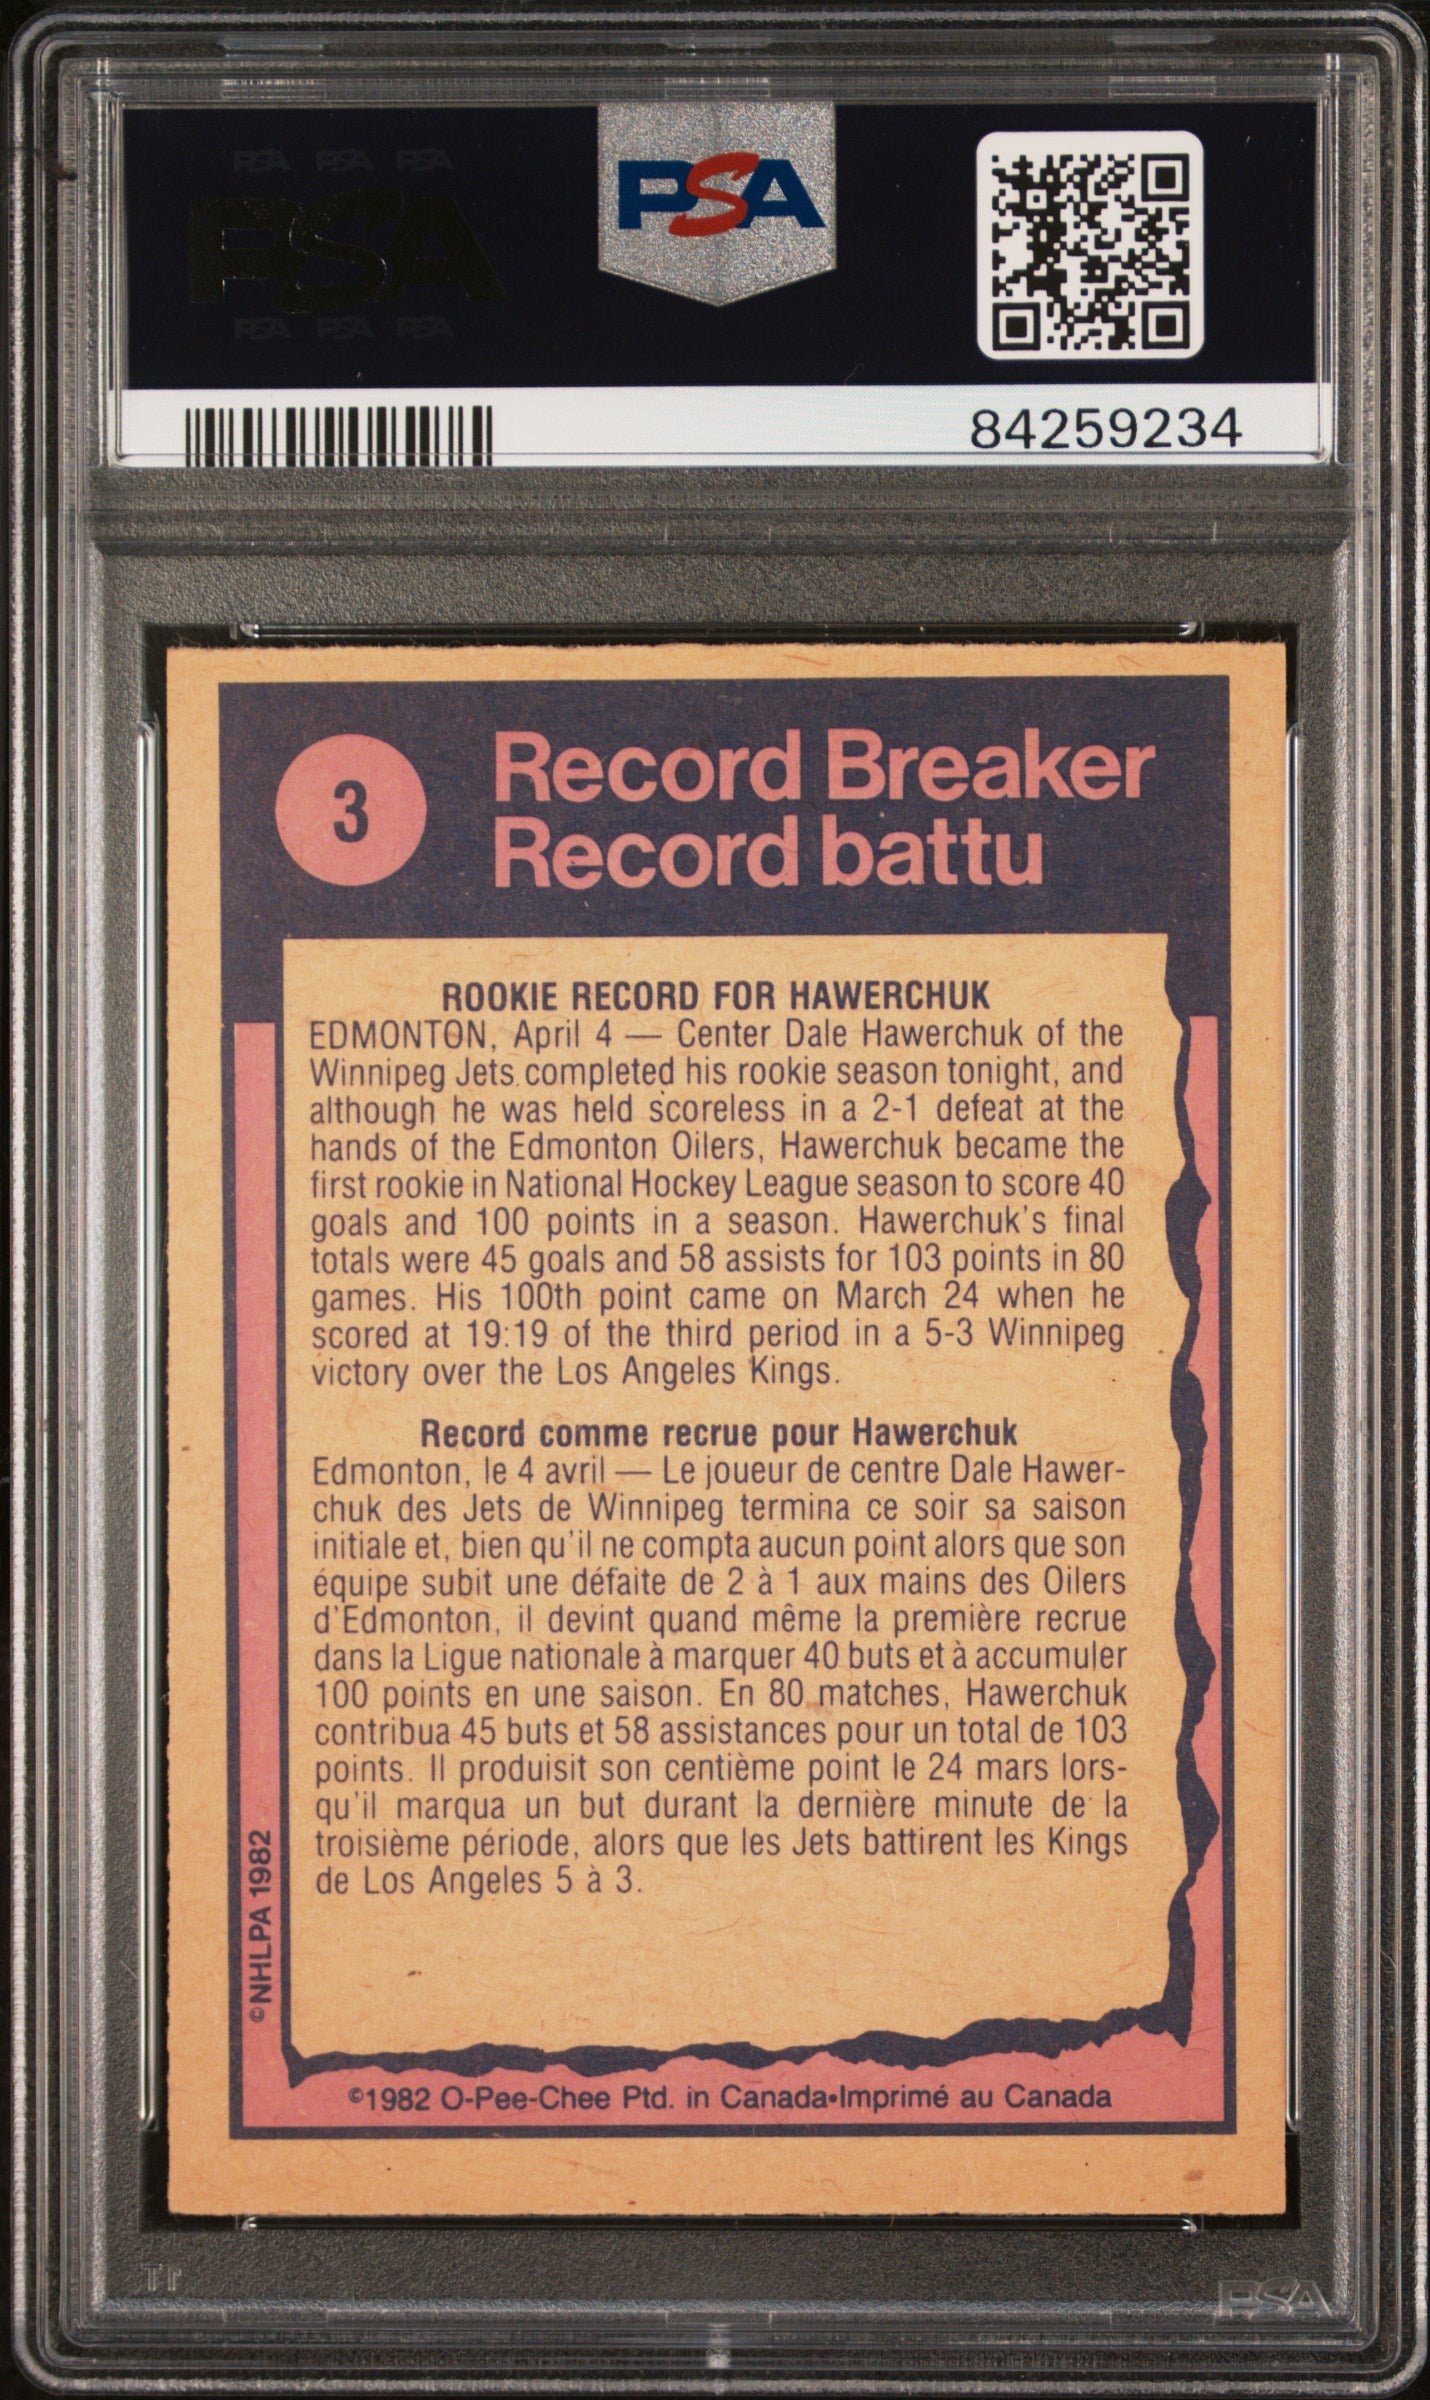 PSA PSA PSA
PSA
PSA PSA PSA
PSA
84259234
3
Record Breaker
Record battu
ROOKIE RECORD FOR HAWERCHUK
EDMONTON, April 4 — Center Dale Hawerchuk of the
Winnipeg Jets completed his rookie season tonight, and
although he was held scoreless in a 2-1 defeat at the
hands of the Edmonton Oilers, Hawerchuk became the
first rookie in National Hockey League season to score 40
goals and 100 points in a season. Hawerchuk's final
totals were 45 goals and 58 assists for 103 points in 80
games. His 100th point came on March 24 when he
scored at 19:19 of the third period in a 5-3 Winnipeg
victory over the Los Angeles Kings.
Record comme recrue pour Hawerchuk
Edmonton, le 4 avril — Le joueur de centre Dale Hawer-
chuk des Jets de Winnipeg termina ce soir sa saison
initiale et, bien qu'il ne compta aucun point alors que son
équipe subit une défaite de 2 à 1 aux mains des Oilers
d'Edmonton, il devint quand même la première recrue
dans la Ligue nationale à marquer 40 buts et à accumuler
100 points en une saison. En 80 matches, Hawerchuk
contribua 45 buts et 58 assistances pour un total de 103
points. Il produisit son centième point le 24 mars lors-
qu'il marqua un but durant la dernière minute de la
troisième période, alors que les Jets battirent les Kings
de Los Angeles 5 à 3.
©NHLPA 1982
©1982 O-Pee-Chee Ptd. in Canada•Imprimé au Canada
PSA